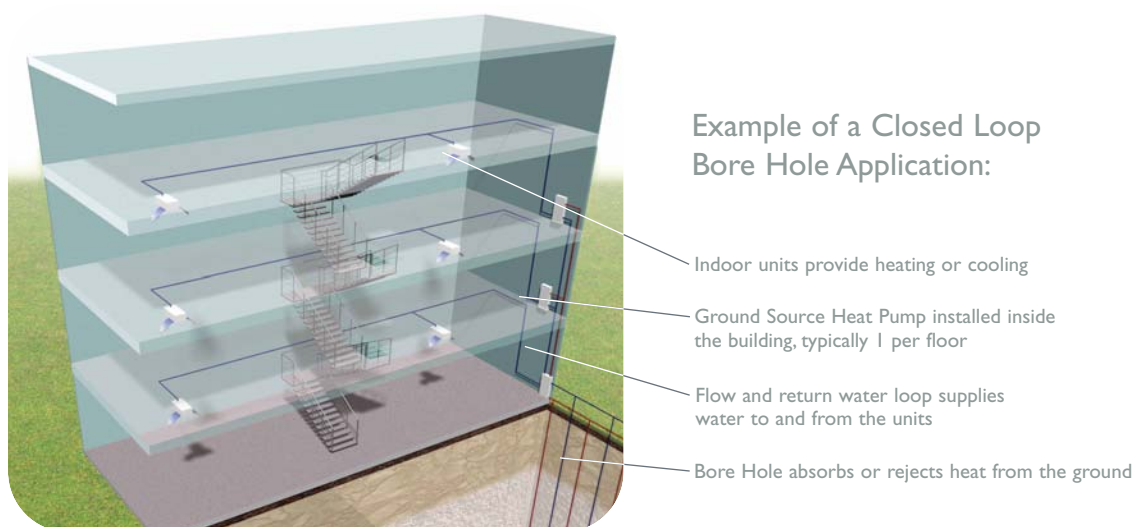 Example of a Closed Loop
Bore Hole Application:
Indoor units provide heating or cooling
Ground Source Heat Pump installed inside
the building, typically 1 per floor
Flow and return water loop supplies
water to and from the units
Bore Hole absorbs or rejects heat from the ground